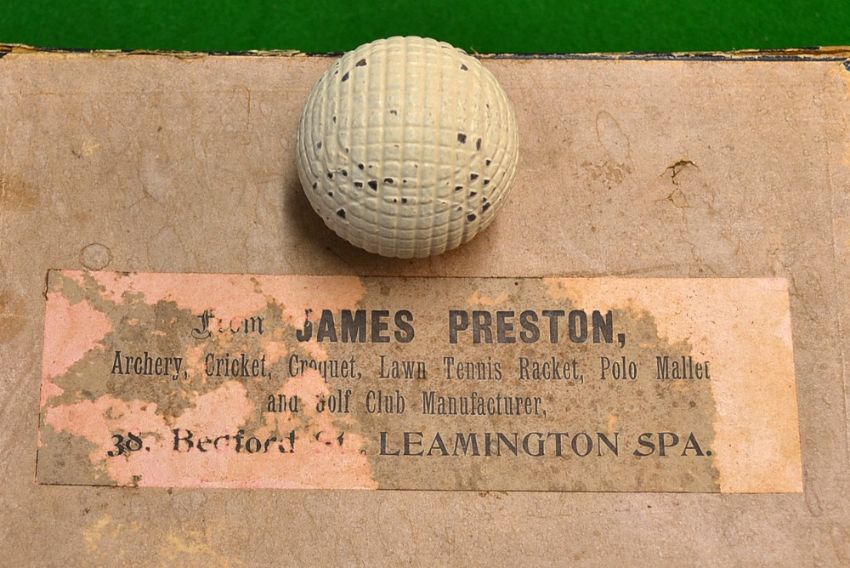 From JAMES PRESTON,
Archery, Cricket, Croquet, Lawn Tennis Racket, Polo Mallet
and Golf Club Manufacturer,
38, Bedford St., LEAMINGTON SPA.